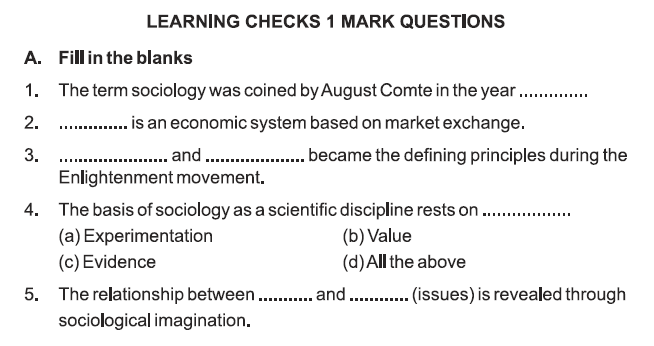 LEARNING CHECKS 1 MARK QUESTIONS
A. Fill in the blanks
1. The term sociology was coined by August Comte in the year ..............
2. .............. is an economic system based on market exchange.
3. ...................... and .................... became the defining principles during the
Enlightenment movement.
4. The basis of sociology as a scientific discipline rests on ..................
(a) Experimentation (b) Value
(c) Evidence (d) All the above
5. The relationship between ........... and ............ (issues) is revealed through
sociological imagination.